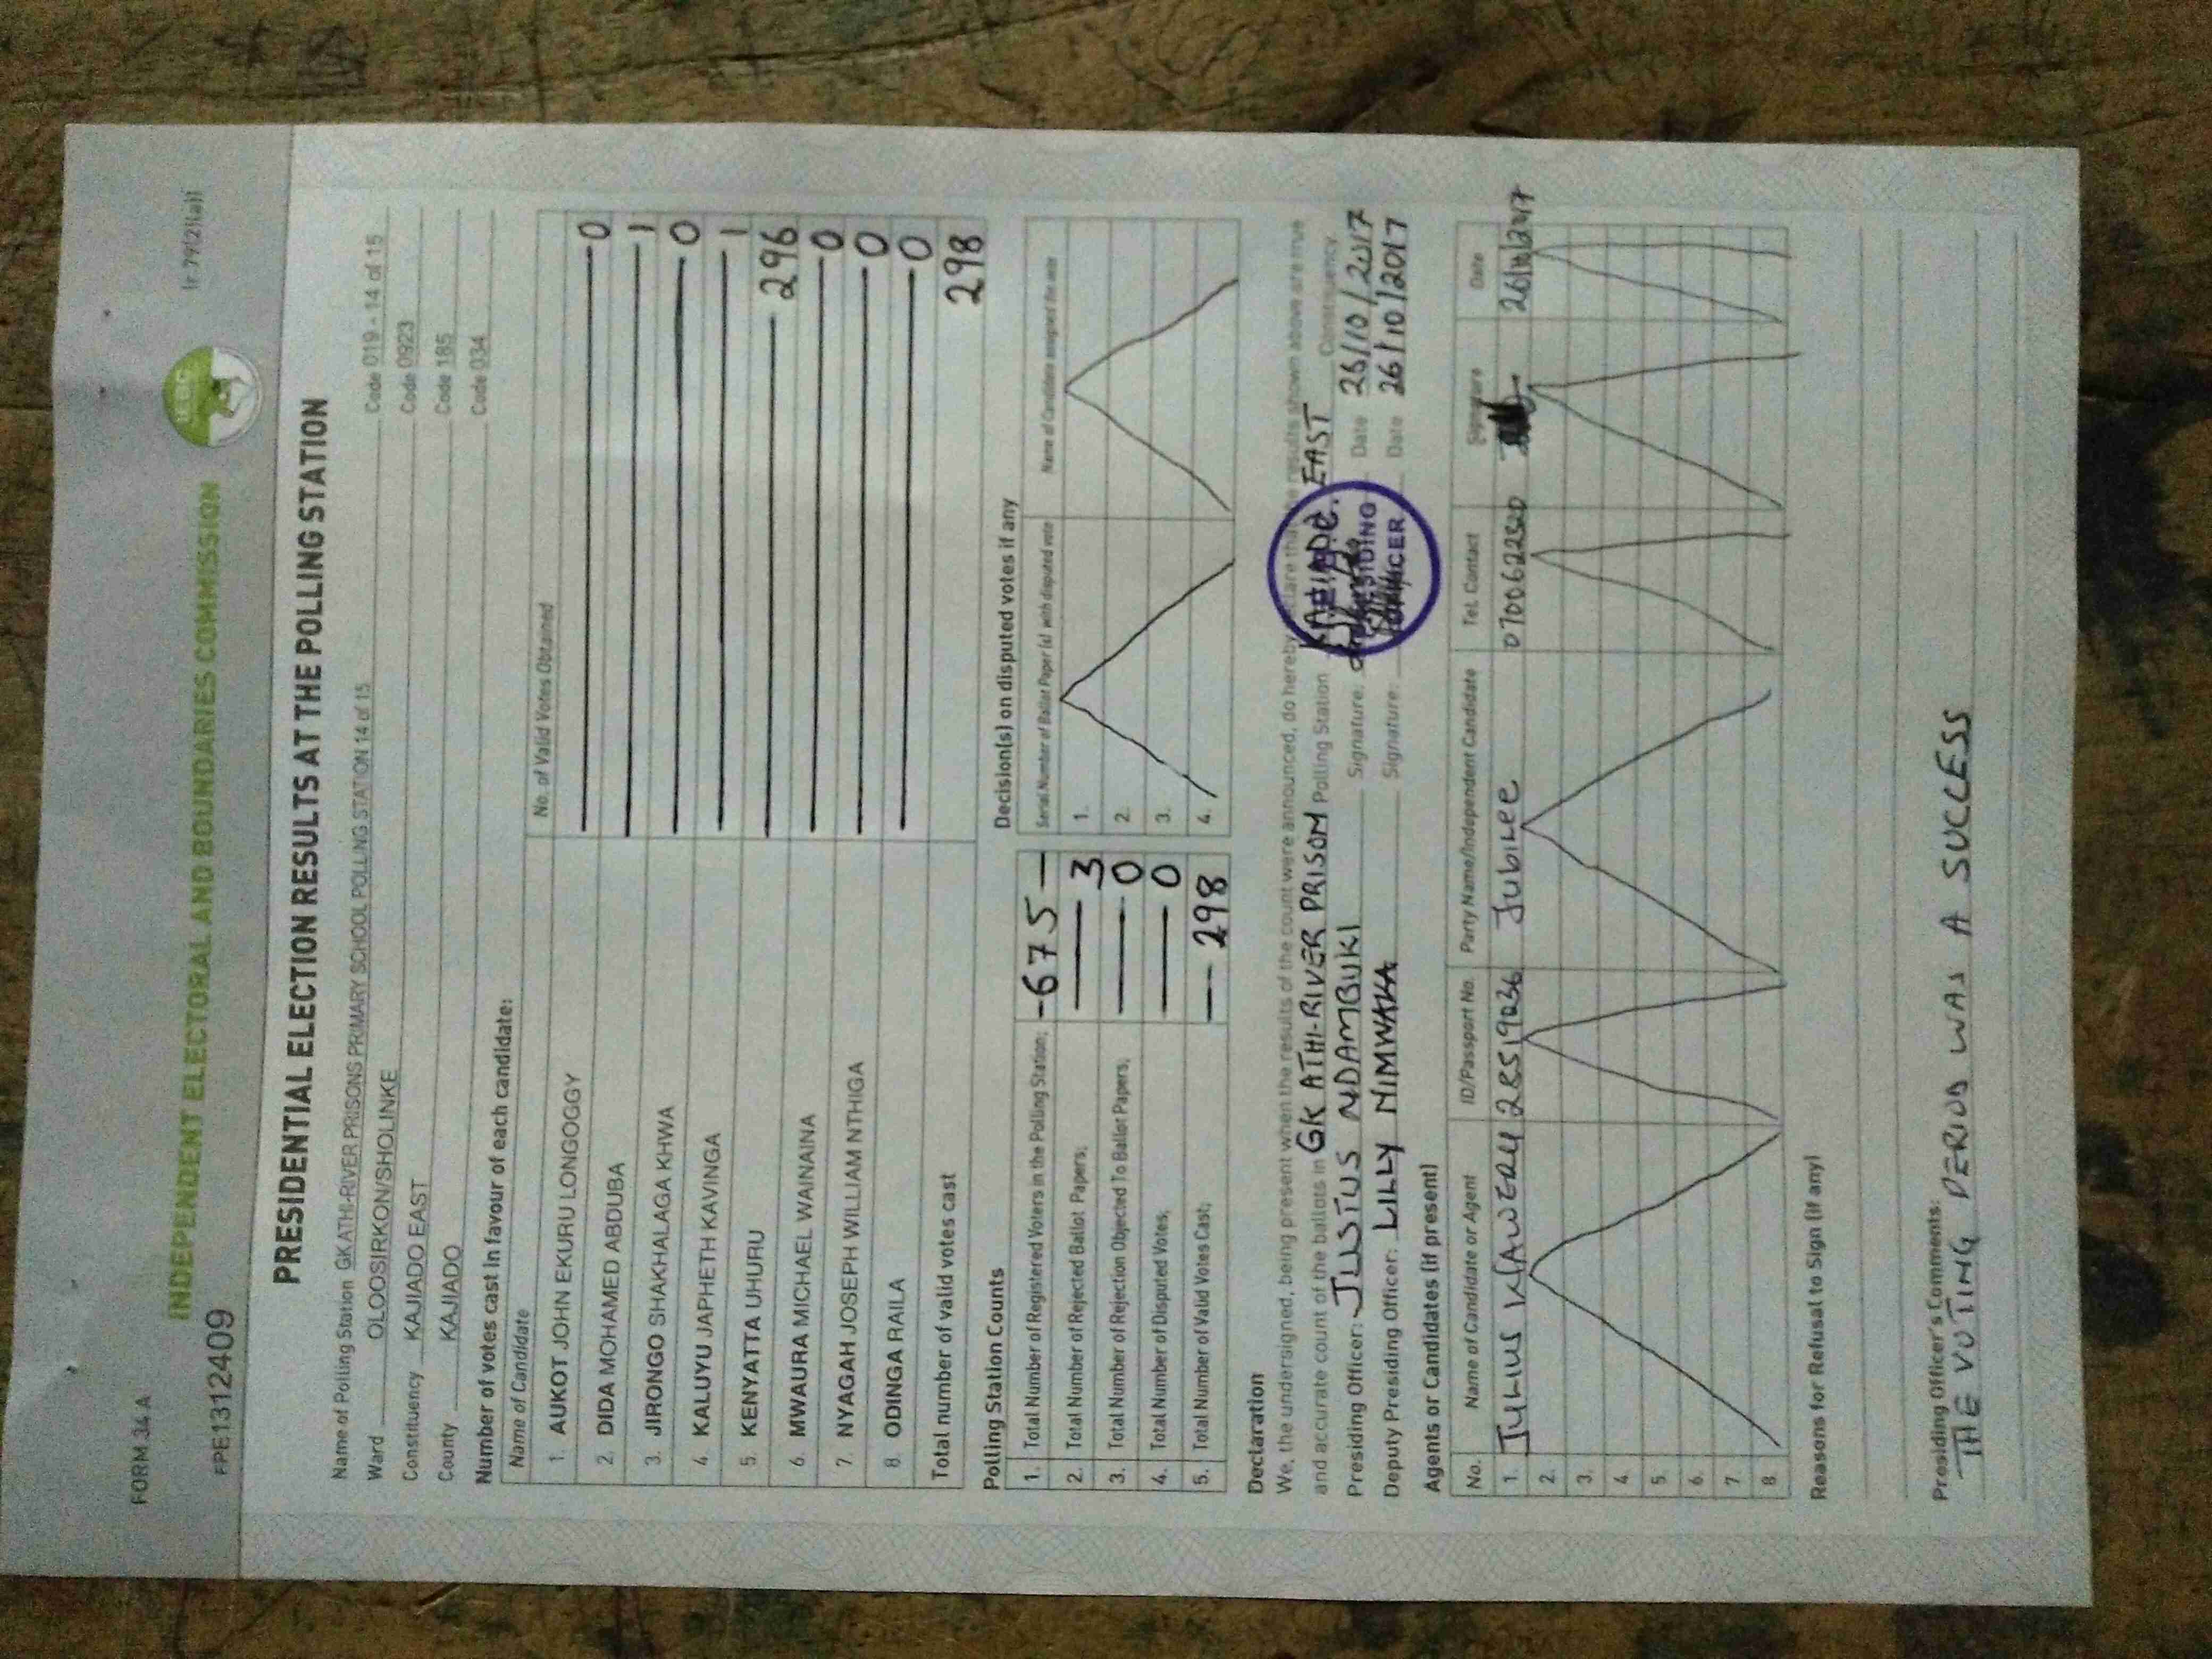 FORM 34 A
(r 79(2)(a))
INDEPENDENT ELECTORAL AND BOUNDARIES COMMISSION
IEBC
PPE1312409
PRESIDENTIAL ELECTION RESULTS AT THE POLLING STATION
Name of Polling Station GK ATHI-RIVER PRISONS PRIMARY SCHOOL POLLING STATION 14 of 15 Code 019 - 14 of 15
Ward OLOOSIRKON/SHOLINKE Code 0923
Constituency KAJIADO EAST Code 185
County KAJIADO Code 034
Number of votes cast in favour of each candidate:
Name of Candidate No. of Valid Votes Obtained
1. AUKOT JOHN EKURU LONGOGGY 0
2. DIDA MOHAMED ABDUBA 1
3. JIRONGO SHAKHALAGA KHWA 0
4 KALUYU JAPHETH KAVINGA 1
5. KENYATTA UHURU 296
6. MWAURA MICHAEL WAINAINA 0
7. NYAGAH JOSEPH WILLIAM NTHIGA 0
8. ODINGA RAILA 0
Total number of valid votes cast 298
Polling Station Counts
1. Total Number of Registered Voters in the Polling Station; -675-
2. Total Number of Rejected Ballot Papers; 3
3. Total Number of Rejection Objected To Ballot Papers; 0
4. Total Number of Disputed Votes; 0
5. Total Number of Valid Votes Cast; 298
Decision(s) on disputed votes if any
Serial Number of Ballot Paper (s) with disputed vote Name of Candidate assigned the vote
1.
2.
3.
4.
Declaration
We, the undersigned, being present when the results of the count were announced, do hereby declare that the results shown above are true
and accurate count of the ballots in GK ATHI-RIVER PRISOM Polling Station EAST Constituency.
Presiding Officer: JUSTUS NDAMBUKI Signature: Date 26/10/2017
Deputy Presiding Officer: LILLY Signature: Date 26/10/2017
PRESIDING OFFICER
Agents or Candidates (if present)
No. Name of Candidate or Agent ID/Passport No. Party Name/Independent Candidate Tel. Contact Signature Date
1. JULIUS KAWERU 28519036 Jubilee 0700622520 26/10/2017
2.
3.
4.
5.
6.
7.
8.
Reasons for Refusal to Sign (if any)
Presiding Officer's Comments:
THE VOTING PERIOD WAS A SUCCESS